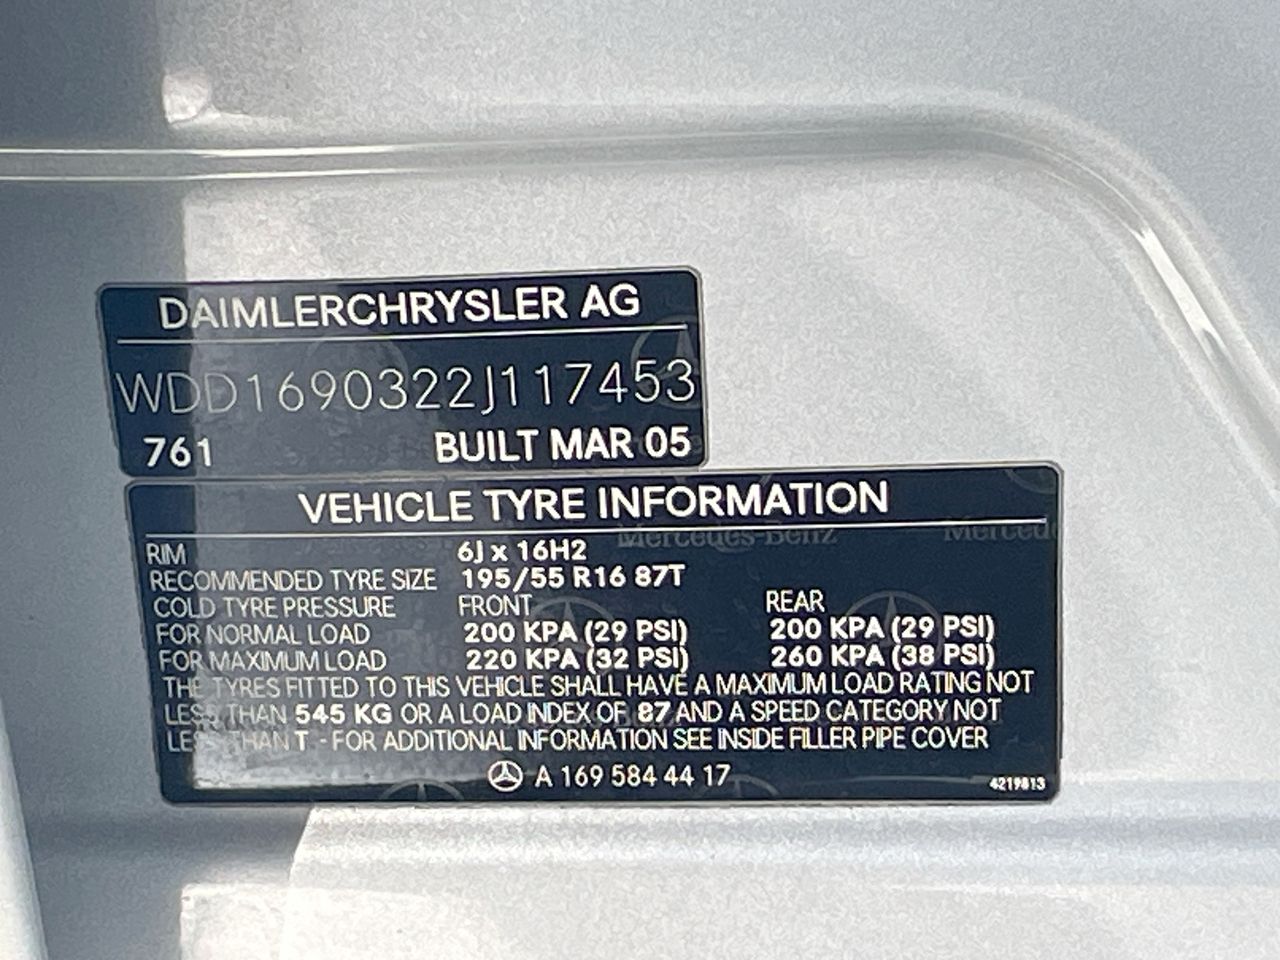 DAIMLERCHRYSLER AG
WDD1690322J117453
761 BUILT MAR 05
VEHICLE TYRE INFORMATION
Mercedes-Benz Mercede
RIM 6J x 16H2
RECOMMENDED TYRE SIZE 195/55 R16 87T
COLD TYRE PRESSURE FRONT REAR
FOR NORMAL LOAD 200 KPA (29 PSI) 200 KPA (29 PSI)
FOR MAXIMUM LOAD 220 KPA (32 PSI) 260 KPA (38 PSI)
THE TYRES FITTED TO THIS VEHICLE SHALL HAVE A MAXIMUM LOAD RATING NOT
LESS THAN 545 KG OR A LOAD INDEX OF 87 AND A SPEED CATEGORY NOT
LESS THAN T - FOR ADDITIONAL INFORMATION SEE INSIDE FILLER PIPE COVER
A 169 584 44 17 4219813